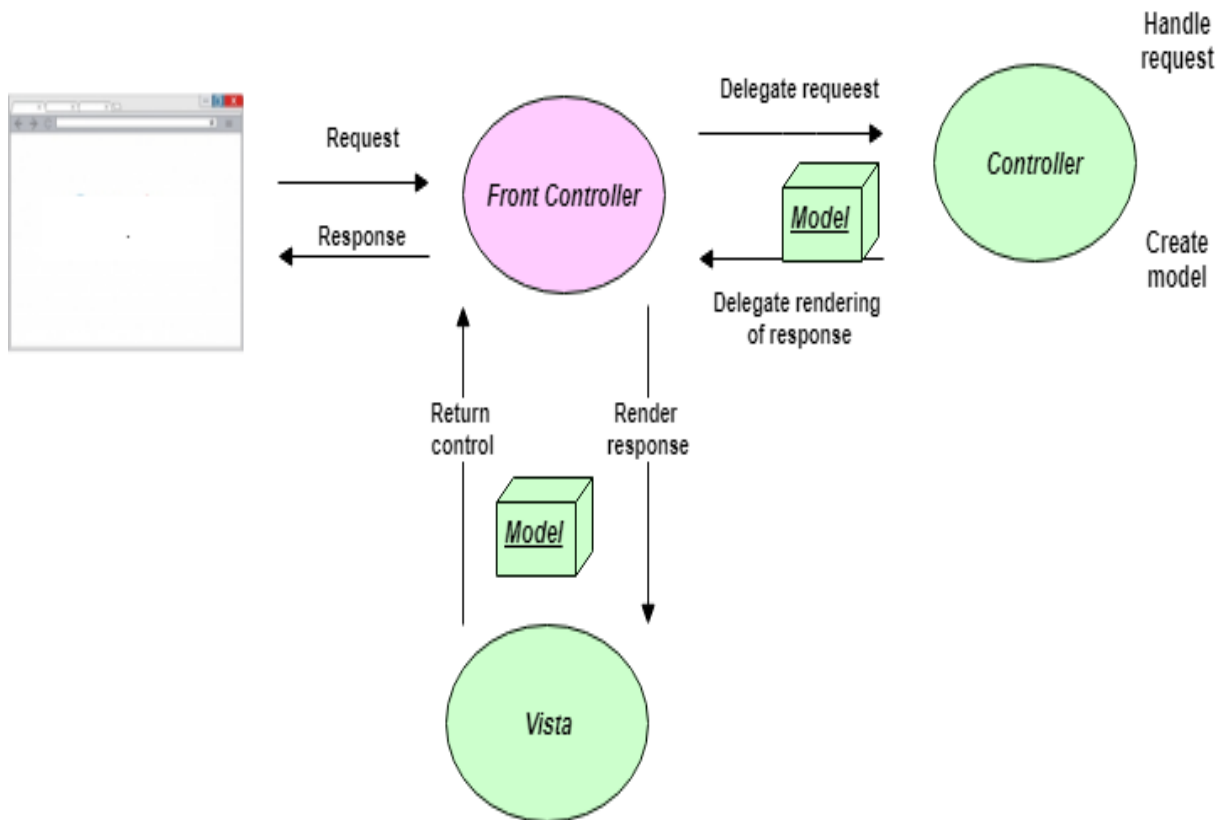 Handle
request
Delegate requeest
Request
Controller
Front Controller
Model
Response
Create
model
Delegate rendering
of response
Return
control
Render
response
Model
Vista